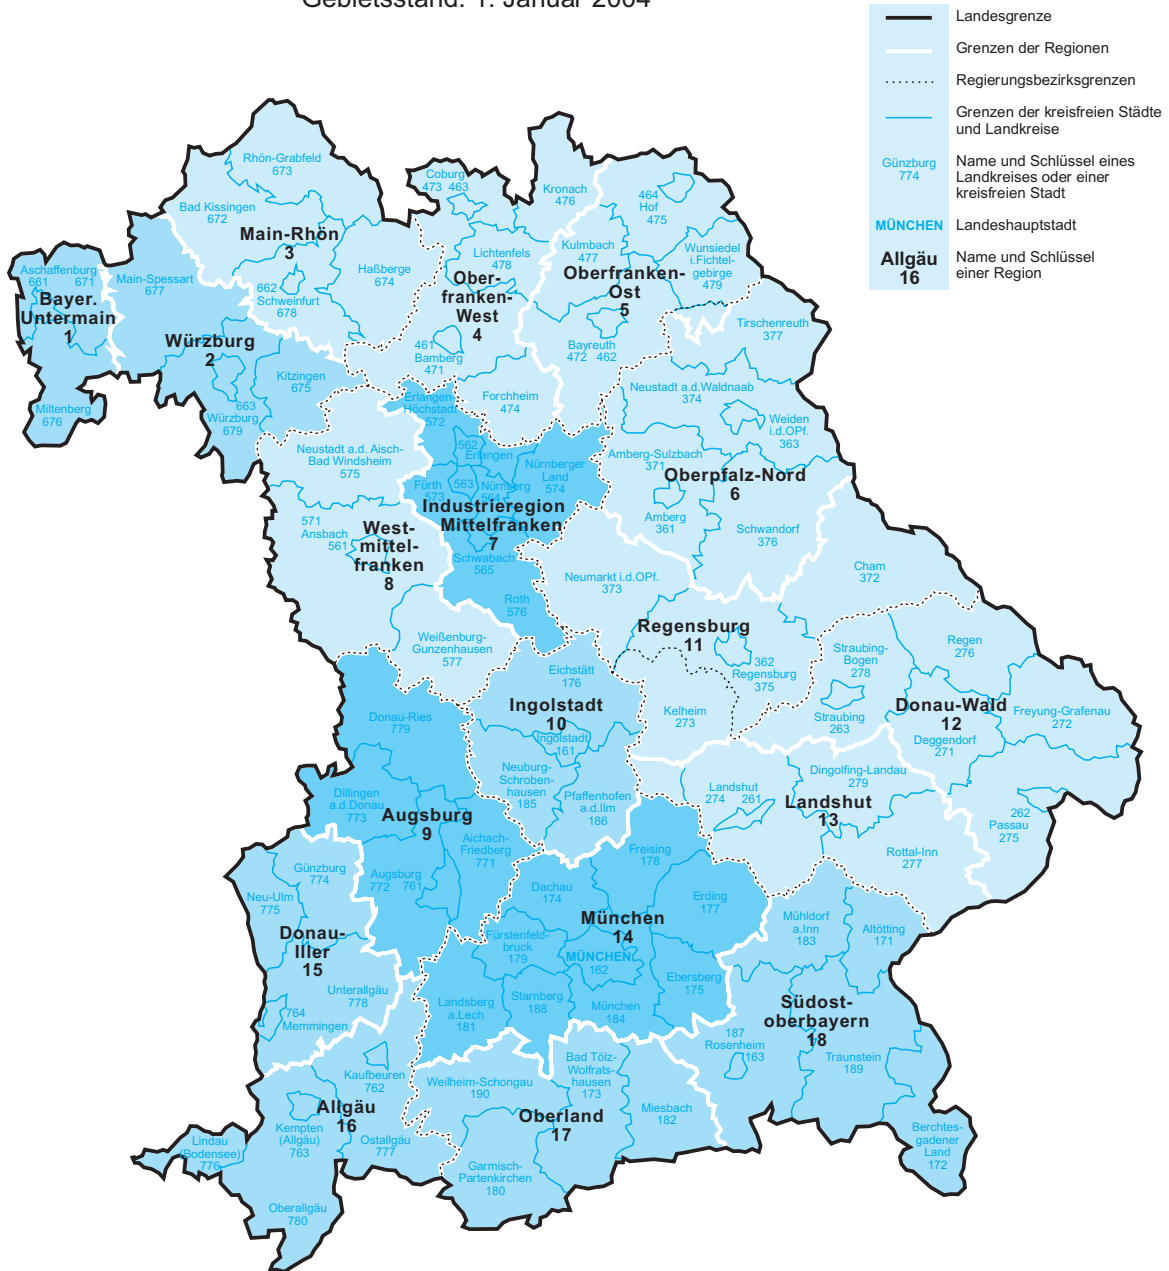 Gebietsstand: 1. Januar 2004
Landesgrenze
Grenzen der Regionen
Regierungsbezirksgrenzen
Grenzen der kreisfreien Städte
und Landkreise
Günzburg
774
Name und Schlüssel eines
Landkreises oder einer
kreisfreien Stadt
MÜNCHEN
Landeshauptstadt
Allgäu
16
Name und Schlüssel
einer Region
Rhön-Grabfeld
673
Bad Kissingen
672
Main-Rhön
3
Haßberge
674
662
Schweinfurt
678
Coburg
473 463
Kronach
476
Lichtenfels
478
Ober-
franken-
West
4
461
Bamberg
471
Forchheim
474
464
Hof
475
Kulmbach
477
Wunsiedel
i.Fichtel-
gebirge
479
Oberfranken-
Ost
5
Bayreuth
472 462
Aschaffenburg
661 671
Bayer.
Untermain
1
Miltenberg
676
Main-Spessart
677
Würzburg
2
Kitzingen
675
663
Würzburg
679
Tirschenreuth
377
Neustadt a.d.Waldnaab
374
Weiden
i.d.OPf.
363
Amberg-Sulzbach
371
Oberpfalz-Nord
6
Amberg
361
Schwandorf
376
Erlangen-
Höchstadt
572
562
Erlangen
Nürnberger
Land
574
Fürth
573
563
Nürnberg
564
Industrieregion
Mittelfranken
7
Schwabach
565
Roth
576
Neustadt a.d. Aisch-
Bad Windsheim
575
571
Ansbach
561
West-
mittel-
franken
8
Weißenburg-
Gunzenhausen
577
Cham
372
Neumarkt i.d.OPf.
373
Regensburg
11
362
Regensburg
375
Kelheim
273
Straubing-
Bogen
278
Regen
276
Straubing
263
Donau-Wald
12
Deggendorf
271
Freyung-Grafenau
272
262
Passau
275
Eichstätt
176
Ingolstadt
10
Ingolstadt
161
Neuburg-
Schroben-
hausen
185
Pfaffenhofen
a.d.Ilm
186
Donau-Ries
779
Dillingen
a.d.Donau
773
Augsburg
9
Aichach-
Friedberg
771
Augsburg
772 761
Landshut
274 261
Dingolfing-Landau
279
Landshut
13
Rottal-Inn
277
Freising
178
Dachau
174
Erding
177
München
14
Fürstenfeld-
bruck
179
MÜNCHEN
162
Ebersberg
175
Landsberg
a.Lech
181
Starnberg
188
München
184
Günzburg
774
Neu-Ulm
775
Donau-
Iller
15
Unterallgäu
778
764
Memmingen
Mühldorf
a.Inn
183
Altötting
171
Südost-
oberbayern
18
187
Rosenheim
163
Traunstein
189
Berchtes-
gadener
Land
172
Kaufbeuren
762
Allgäu
16
Kempten
(Allgäu)
763
Ostallgäu
777
Lindau
(Bodensee)
776
Oberallgäu
780
Weilheim-Schongau
190
Bad Tölz-
Wolfrats-
hausen
173
Miesbach
182
Oberland
17
Garmisch-
Partenkirchen
180